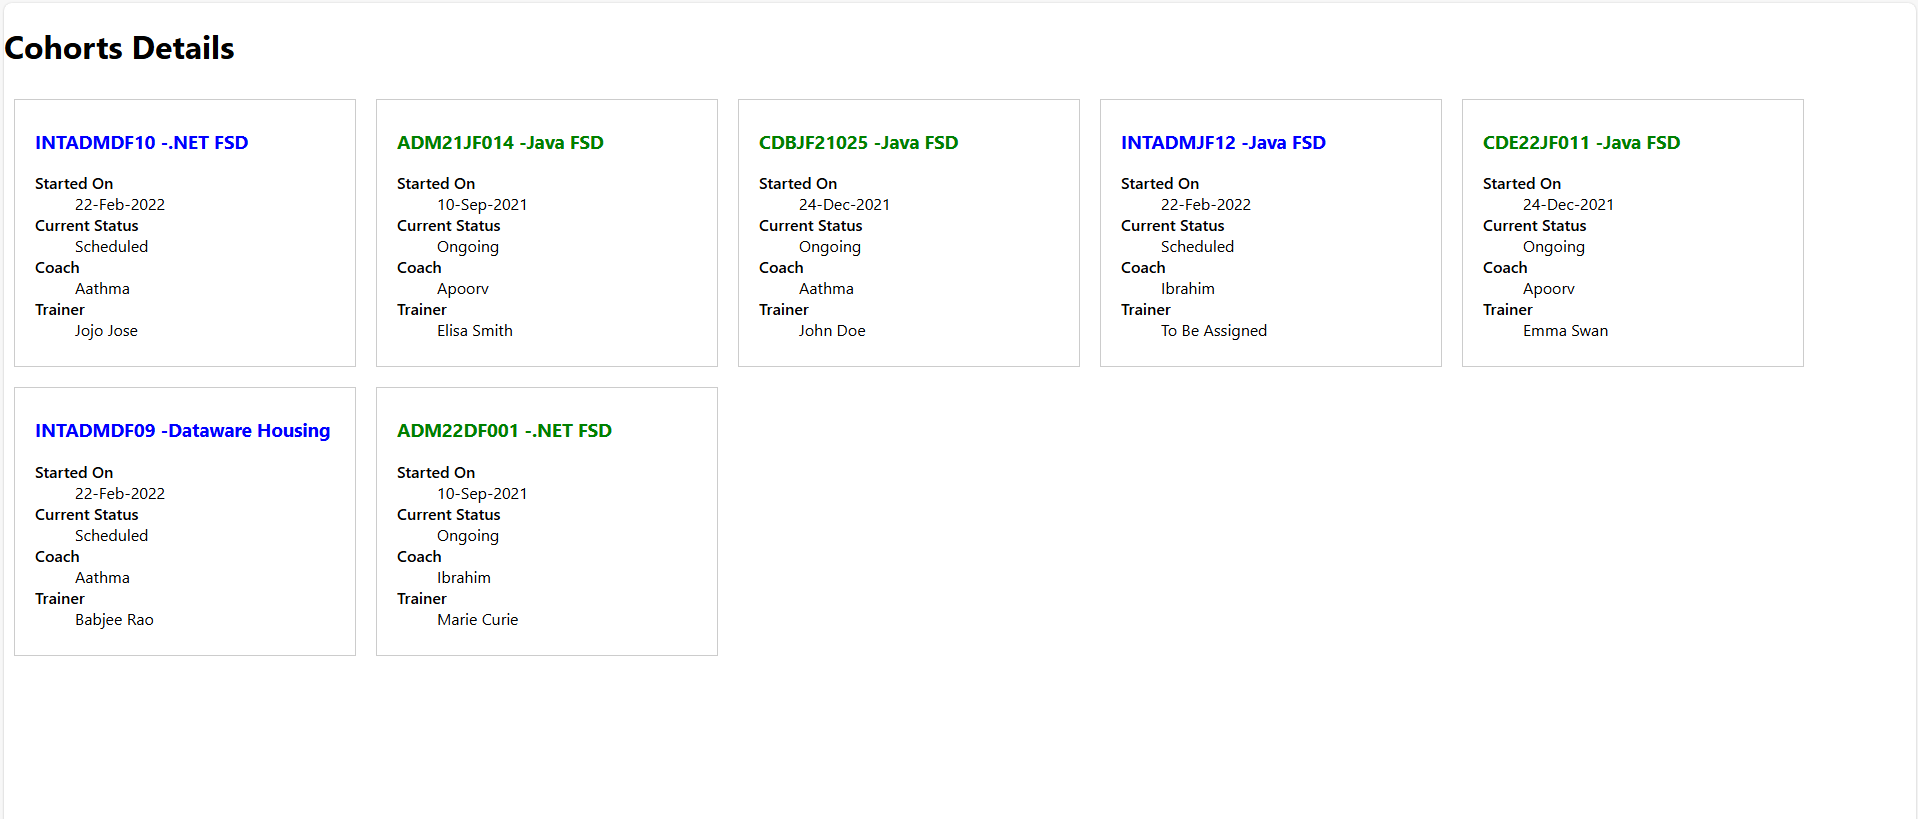 Cohorts Details
INTADMDF10 -.NET FSD
Started On
22-Feb-2022
Current Status
Scheduled
Coach
Aathma
Trainer
Jojo Jose
ADM21JF014 -Java FSD
Started On
10-Sep-2021
Current Status
Ongoing
Coach
Apoorv
Trainer
Elisa Smith
CDBJF21025 -Java FSD
Started On
24-Dec-2021
Current Status
Ongoing
Coach
Aathma
Trainer
John Doe
INTADMJF12 -Java FSD
Started On
22-Feb-2022
Current Status
Scheduled
Coach
Ibrahim
Trainer
To Be Assigned
CDE22JF011 -Java FSD
Started On
24-Dec-2021
Current Status
Ongoing
Coach
Apoorv
Trainer
Emma Swan
INTADMDF09 -Dataware Housing
Started On
22-Feb-2022
Current Status
Scheduled
Coach
Aathma
Trainer
Babjee Rao
ADM22DF001 -.NET FSD
Started On
10-Sep-2021
Current Status
Ongoing
Coach
Ibrahim
Trainer
Marie Curie